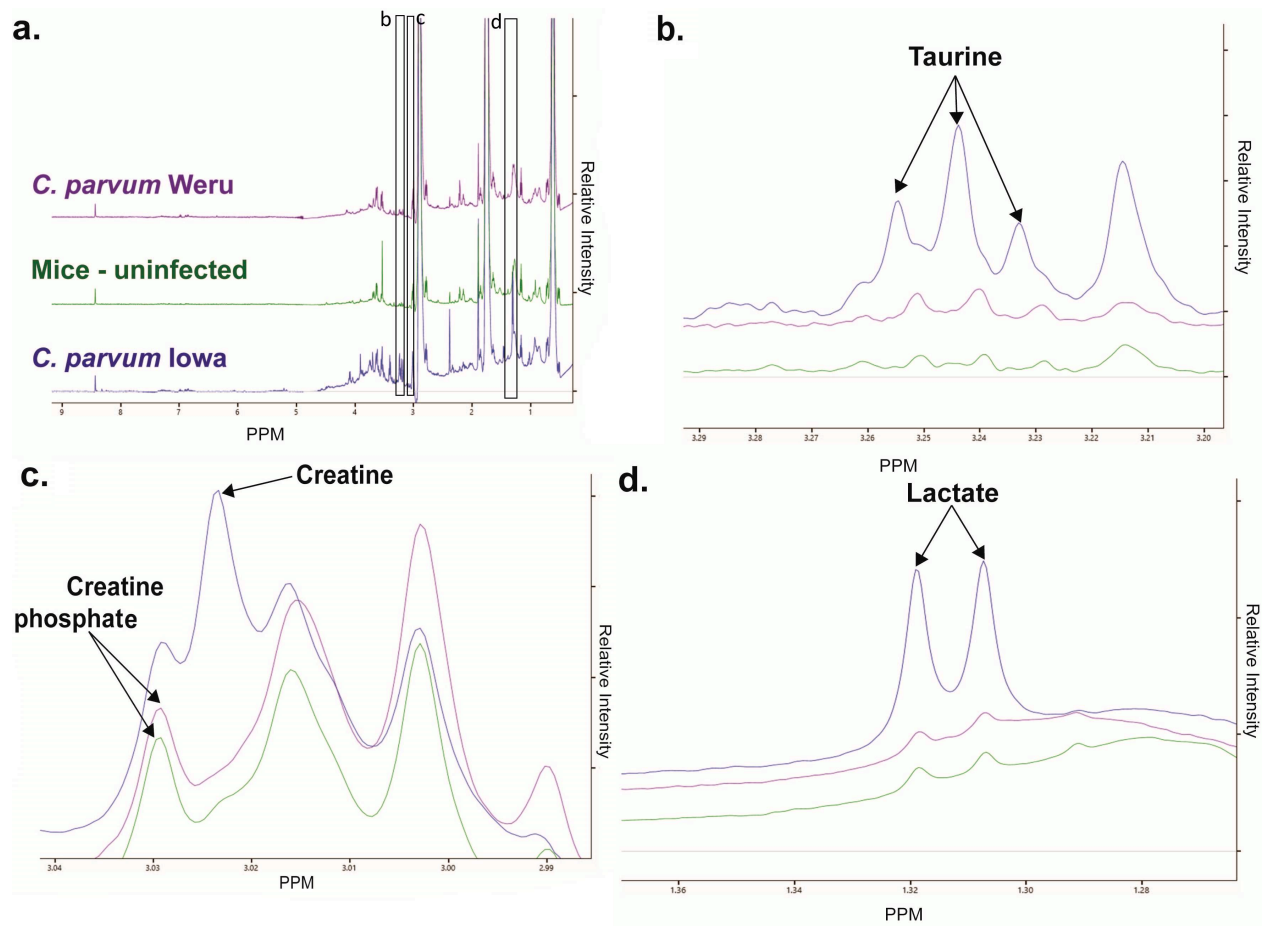 a.
b
c
d
C. parvum Weru
Mice - uninfected
C. parvum Iowa
Relative Intensity
9 8 7 6 5 4 3 2 1
PPM
b.
Taurine
Relative Intensity
3.29 3.28 3.27 3.26 3.25 3.24 3.23 3.22 3.21 3.20
PPM
c.
Creatine
Creatine
phosphate
Relative Intensity
3.04 3.03 3.02 3.01 3.00 2.99
PPM
d.
Lactate
Relative Intensity
1.36 1.34 1.32 1.30 1.28
PPM